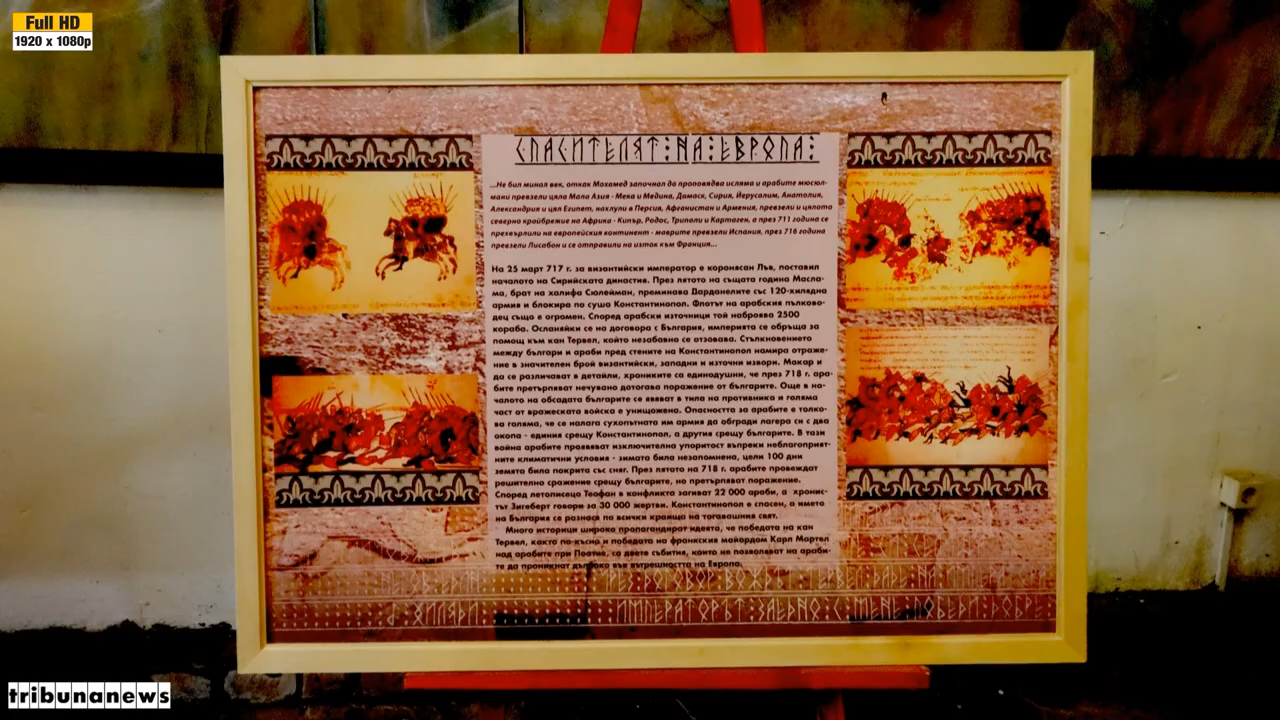 Full HD
1920 x 1080p
СПАСИТЕЛЯТ НА ЕВРОПА
...Не бил минал век, откак Мохамед започнал да проповядва исляма и арабите мюсюл-
мани превзели цяла Мала Азия - Мека и Медина, Дамаск, Сирия, Йерусалим, Анатолия,
Александрия и цял Египет, нахлули в Персия, Афганистан и Армения, превзели и цялото
северно крайбрежие на Африка - Кипър, Родос, Триполи и Картаген, а през 711 година се
прехвърлили на европейския континент - маврите превзели Испания, през 716 година
превзели Лисабон и се отправили на изток към Франция...
На 25 март 717 г. за византийски император е коронясан Лъв, поставил
началото на Сирийската династия. През лятото на същата година Масла-
ма, брат на халифа Сюлейман, преминава Дарданелите със 120-хилядна
армия и блокира по суша Константинопол. Флотът на арабския пълково-
дец също е огромен. Според арабски източници той наброява 2500
кораба. Осланяйки се на договора с България, империята се обръща за
помощ към кан Тервел, който незабавно се отзовава. Стълкновението
между българи и араби пред стените на Константинопол намира отраже-
ние в значителен брой византийски, западни и източни извори. Макар и
да се различават в детайли, хрониките са единодушни, че през 718 г. ара-
бите претърпяват нечувано дотогава поражение от българите. Още в на-
чалото на обсадата българите се явяват в тила на противника и голяма
част от вражеската войска е унищожена. Опасността за арабите е толко-
ва голяма, че се налага сухопътната им армия да обгради лагера си с два
окопа - единия срещу Константинопол, а другия срещу българите. В тази
война арабите проявяват изключителна упоритост въпреки неблагоприят-
ните климатични условия - зимата била незапомнена, цели 100 дни
земята била покрита със сняг. През лятото на 718 г. арабите провеждат
решително сражение срещу българите, но претърпяват поражение.
Според летописеца Теофан в конфликта загиват 22 000 араби, а хронис-
тът Зигеберт говори за 30 000 жертви. Константинопол е спасен, а името
на България се разнася по всички краища на тогавашния свят.
Много историци широко пропагандират идеята, че победата на кан
Тервел, както по-късно и победата на франкския майордом Карл Мартел
над арабите при Поатие, са двете събития, които не позволяват на араби-
те да проникнат дълбоко във вътрешността на Европа.
ИМПЕРАТОРЪТ ЗАЕДНО С МЕНЕ ПОБЕДИ ДОБРЕ
tribunanews